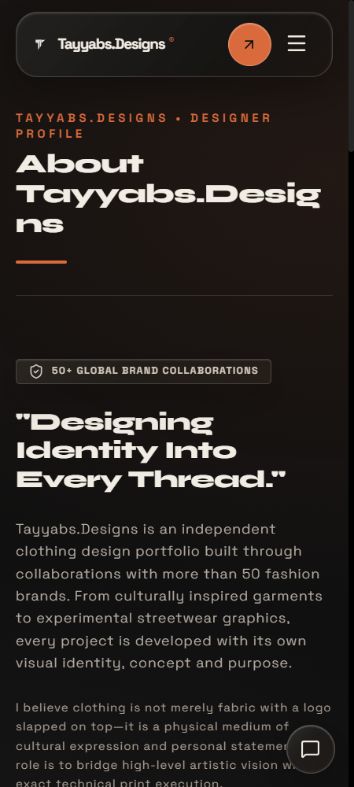 Tayyabs.Designs ®
TAYYABS.DESIGNS • DESIGNER
PROFILE
About
Tayyabs.Desig
ns
50+ GLOBAL BRAND COLLABORATIONS
"Designing
Identity Into
Every Thread."
Tayyabs.Designs is an independent
clothing design portfolio built through
collaborations with more than 50 fashion
brands. From culturally inspired garments
to experimental streetwear graphics,
every project is developed with its own
visual identity, concept and purpose.
I believe clothing is not merely fabric with a logo
slapped on top—it is a physical medium of
cultural expression and personal
role is to bridge high-level artistic vision
exact technical print execution.